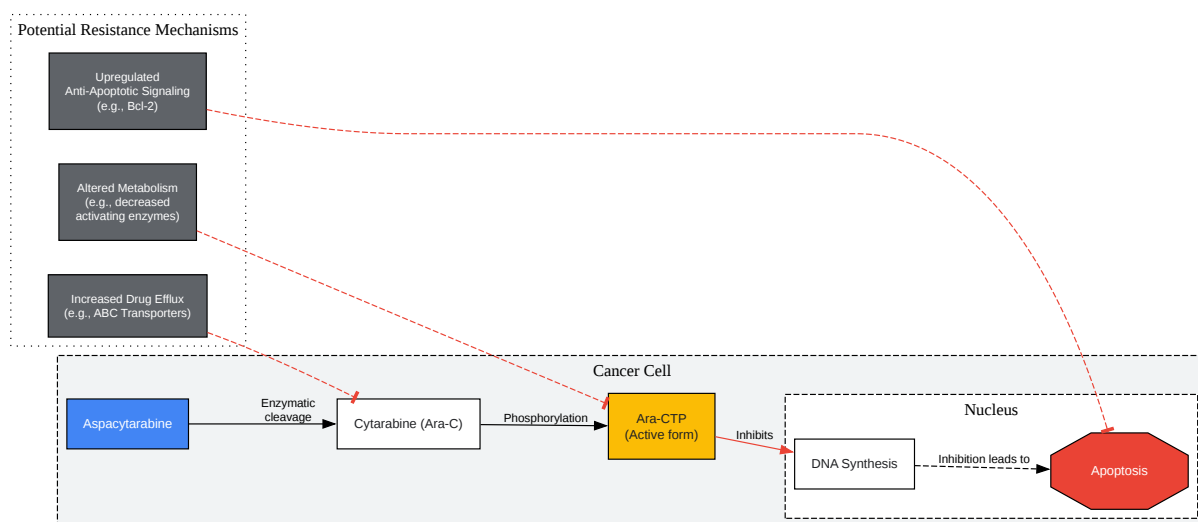 Potential Resistance Mechanisms
Upregulated
Anti-Apoptotic Signaling
(e.g., Bcl-2)
Altered Metabolism
(e.g., decreased
activating enzymes)
Increased Drug Efflux
(e.g., ABC Transporters)
Cancer Cell
Aspacytarabine
Enzymatic
cleavage
Cytarabine (Ara-C)
Phosphorylation
Ara-CTP
(Active form)
Inhibits
Nucleus
DNA Synthesis
Inhibition leads to
Apoptosis